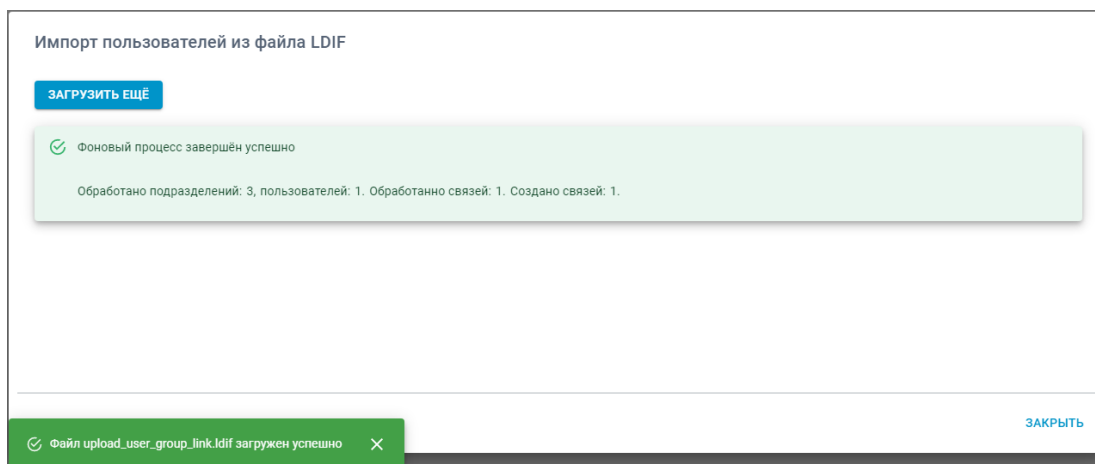 Импорт пользователей из файла LDIF
ЗАГРУЗИТЬ ЕЩЁ
Фоновый процесс завершён успешно
Обработано подразделений: 3, пользователей: 1. Обработанно связей: 1. Создано связей: 1.
ЗАКРЫТЬ
Файл upload_user_group_link.ldif загружен успешно